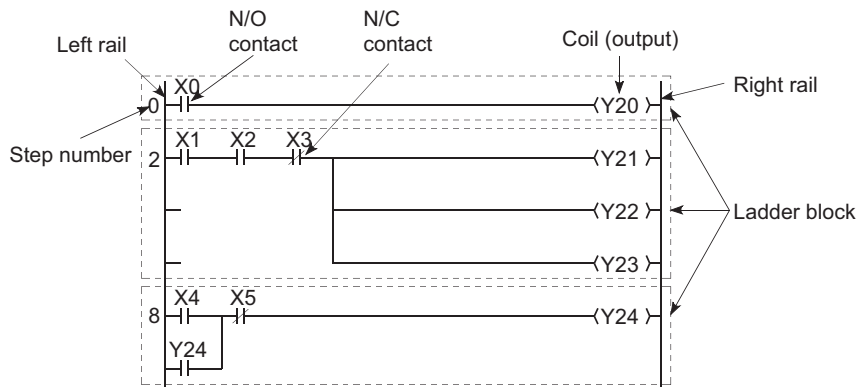 N/O
contact
N/C
contact
Coil (output)
Left rail
Right rail
X0
0
Y20
Step number
X1 X2 X3
2
Y21
Y22
Ladder block
Y23
X4 X5
8
Y24
Y24